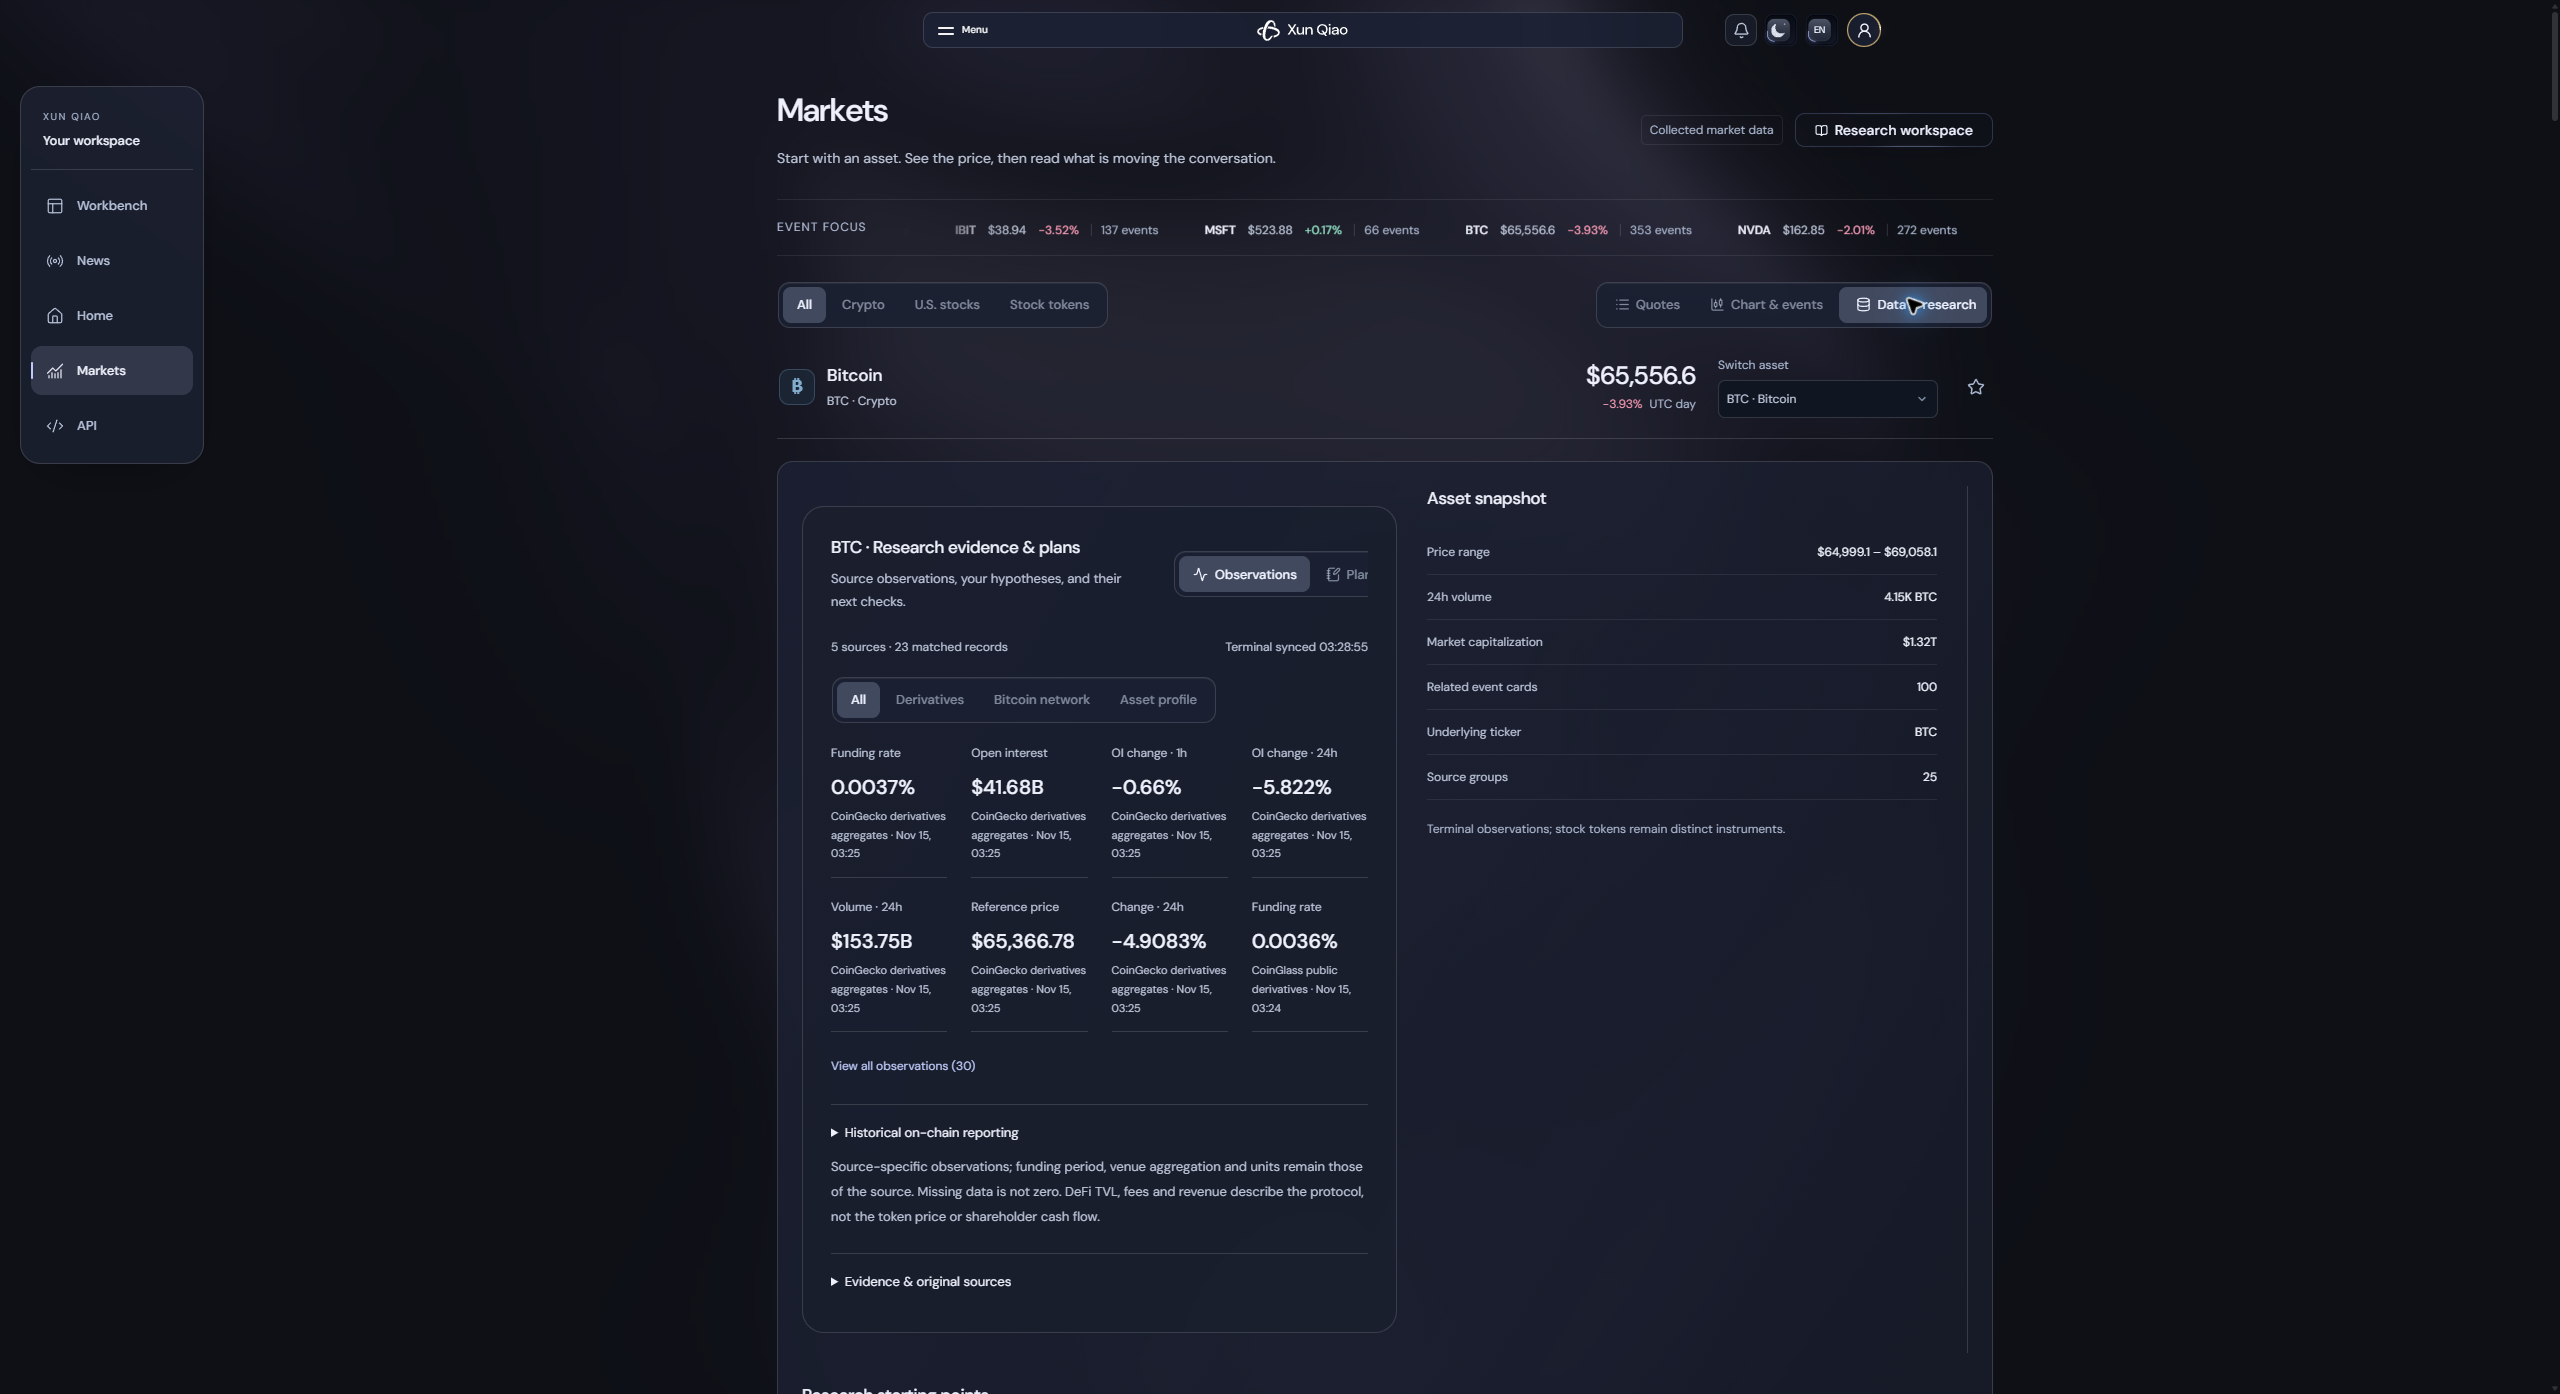 Menu
Xun Qiao
EN
XUN QIAO
Your workspace
Workbench
News
Home
Markets
API
Markets
Start with an asset. See the price, then read what is moving the conversation.
Collected market data
Research workspace
EVENT FOCUS
IBIT $38.94 -3.52% 137 events
MSFT $523.88 +0.17% 66 events
BTC $65,556.6 -3.93% 353 events
NVDA $162.85 -2.01% 272 events
All Crypto U.S. stocks Stock tokens
Quotes Chart & events Data research
Bitcoin
BTC · Crypto
$65,556.6
-3.93% UTC day
Switch asset
BTC · Bitcoin
BTC · Research evidence & plans
Source observations, your hypotheses, and their
next checks.
Observations
5 sources · 23 matched records
Terminal synced 03:28:55
All Derivatives Bitcoin network Asset profile
Funding rate
0.0037%
CoinGecko derivatives
aggregates · Nov 15,
03:25
Open interest
$41.68B
CoinGecko derivatives
aggregates · Nov 15,
03:25
OI change · 1h
-0.66%
CoinGecko derivatives
aggregates · Nov 15,
03:25
OI change · 24h
-5.822%
CoinGecko derivatives
aggregates · Nov 15,
03:25
Volume · 24h
$153.75B
CoinGecko derivatives
aggregates · Nov 15,
03:25
Reference price
$65,366.78
CoinGecko derivatives
aggregates · Nov 15,
03:25
Change · 24h
-4.9083%
CoinGecko derivatives
aggregates · Nov 15,
03:25
Funding rate
0.0036%
CoinGlass public
derivatives · Nov 15,
03:24
View all observations (30)
Historical on-chain reporting
Source-specific observations; funding period, venue aggregation and units remain those
of the source. Missing data is not zero. DeFi TVL, fees and revenue describe the protocol,
not the token price or shareholder cash flow.
Evidence & original sources
Asset snapshot
Price range $64,999.1 – $69,058.1
24h volume 4.15K BTC
Market capitalization $1.32T
Related event cards 100
Underlying ticker BTC
Source groups 25
Terminal observations; stock tokens remain distinct instruments.
Research starting points